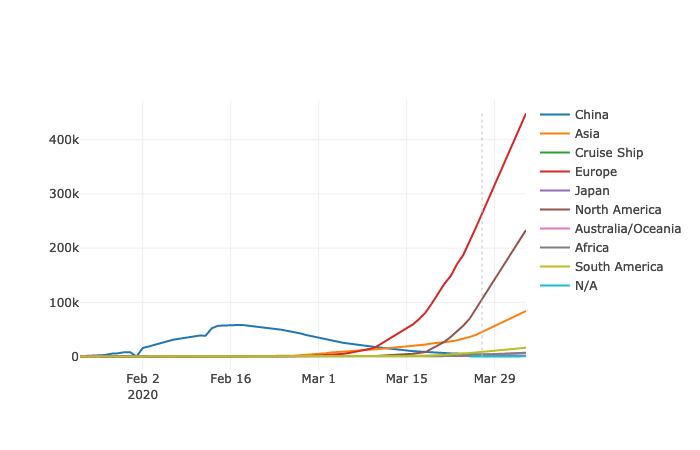 400k
300k
200k
100k
0
Feb 2
2020
Feb 16
Mar 1
Mar 15
Mar 29
China
Asia
Cruise Ship
Europe
Japan
North America
Australia/Oceania
Africa
South America
N/A